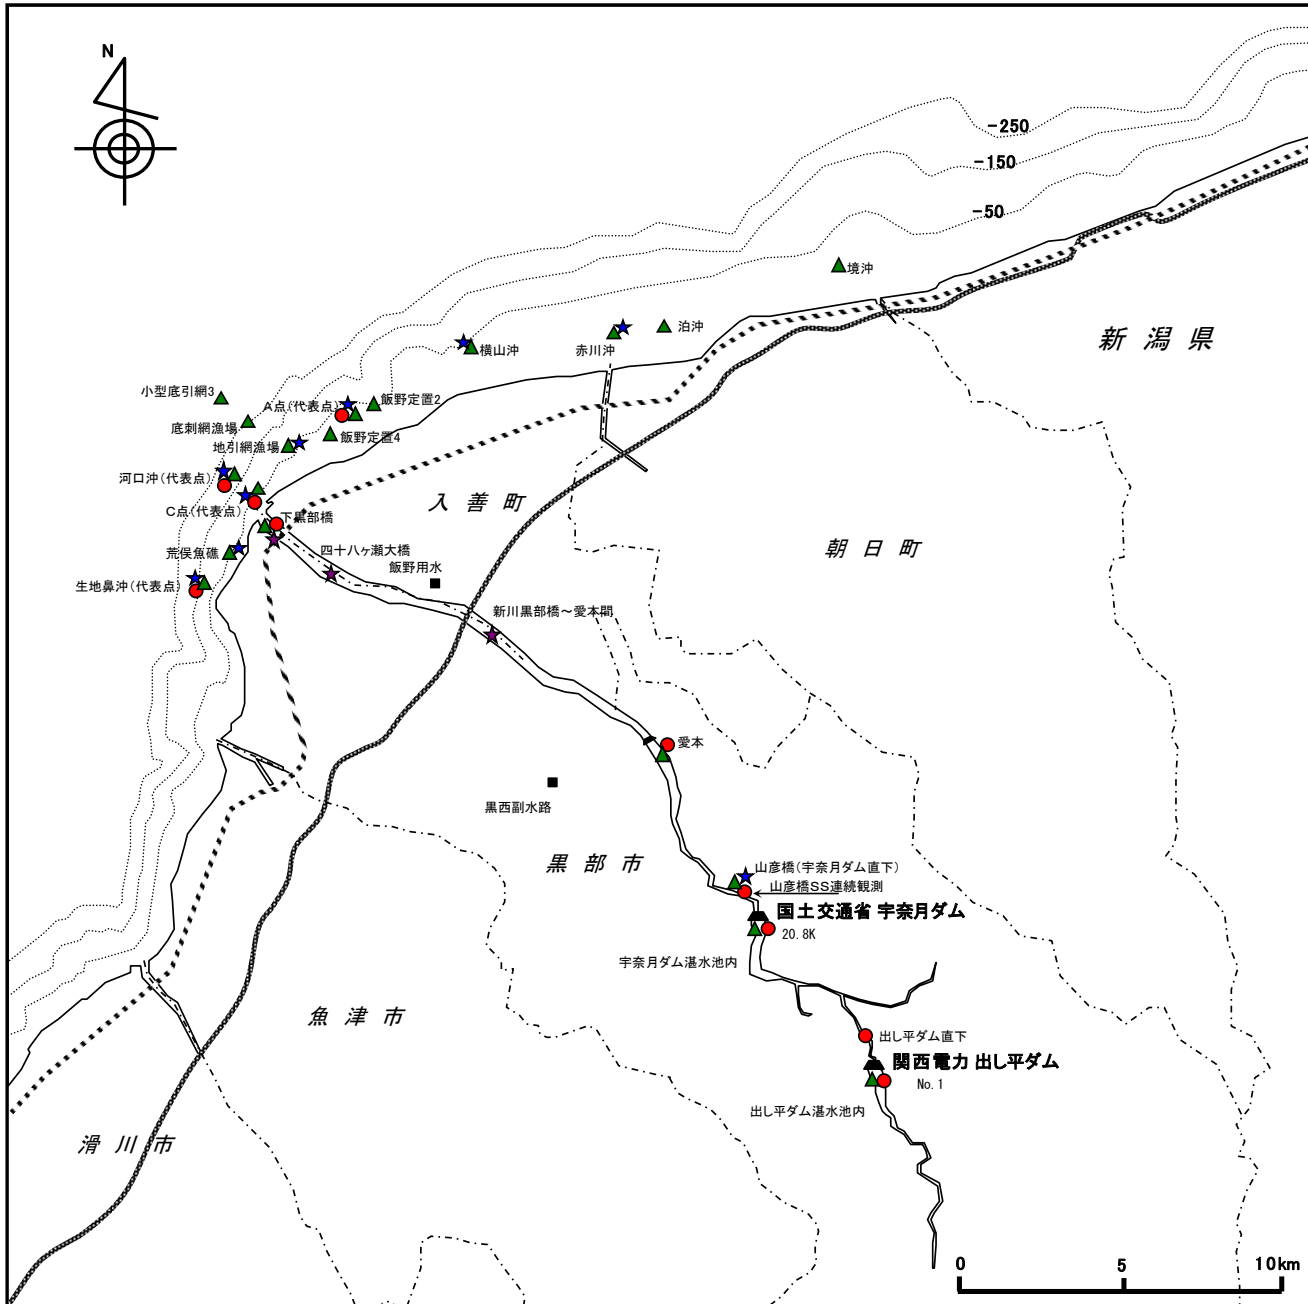 N
-250
-150
-50
境沖
新潟県
泊沖
赤川沖
横山沖
小型底引網3
A点(代表点)
飯野定置2
底刺網漁場
地引網漁場
飯野定置4
河口沖(代表点)
C点(代表点)
下黒部橋
入善町
朝日町
荒俣魚礁
四十八ヶ瀬大橋
飯野用水
生地鼻沖(代表点)
新川黒部橋~愛本間
愛本
黒西副水路
黒部市
山彦橋(宇奈月ダム直下)
山彦橋SS連続観測
国土交通省 宇奈月ダム
20.8K
宇奈月ダム湛水池内
魚津市
出し平ダム直下
関西電力 出し平ダム
No.1
出し平ダム湛水池内
滑川市
0 5 10km